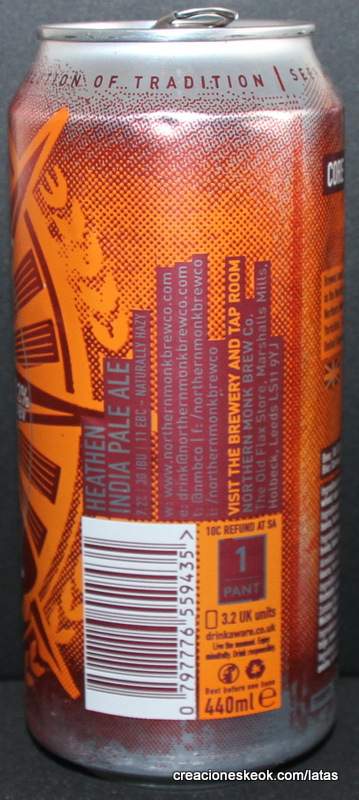 CTION OF TRADITION | SEE
CORE
HEATHEN
INDIA PALE ALE
7.2% | 30 IBU | 11 EBC – NATURALLY HAZY
w: www.northernmonkbrewco.com
e: drink@northernmonkbrewco.com
t: @nmbco | f: /northernmonkbrewco
/northernmonkbrewco
VISIT THE BREWERY AND TAP ROOM
NORTHERN MONK BREW Co.
The Old Flax Store, Marshalls Mills,
Holbeck, Leeds LS11 9YJ
0 797776 559435 >
10C REFUND AT SA
1
PANT
3.2 UK units
drinkaware.co.uk
Best before see base
440ml e
creacioneskeok.com/latas